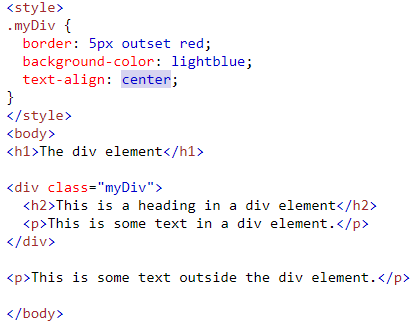 <style>
.myDiv {
  border: 5px outset red;
  background-color: lightblue;
  text-align: center;
}
</style>
<body>
<h1>The div element</h1>

<div class="myDiv">
  <h2>This is a heading in a div element</h2>
  <p>This is some text in a div element.</p>
</div>

<p>This is some text outside the div element.</p>

</body>